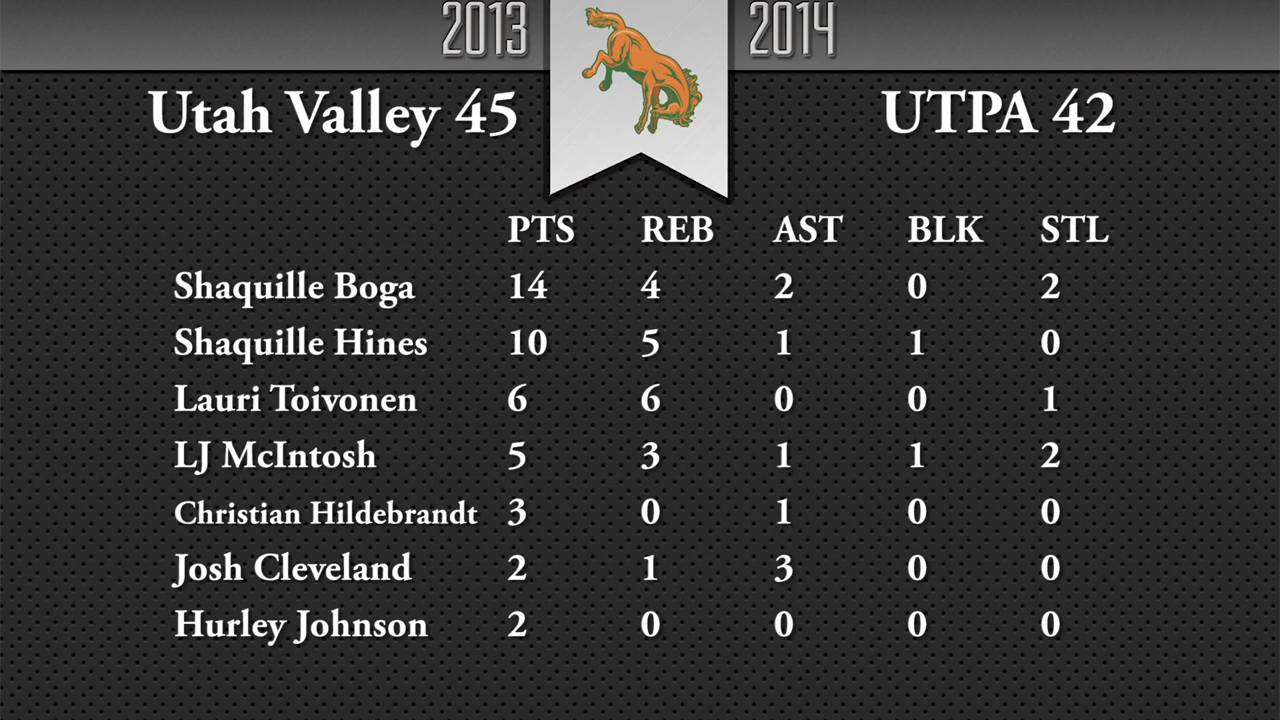 2013 2014
Utah Valley 45 UTPA 42
PTS REB AST BLK STL
Shaquille Boga 14 4 2 0 2
Shaquille Hines 10 5 1 1 0
Lauri Toivonen 6 6 0 0 1
LJ McIntosh 5 3 1 1 2
Christian Hildebrandt 3 0 1 0 0
Josh Cleveland 2 1 3 0 0
Hurley Johnson 2 0 0 0 0